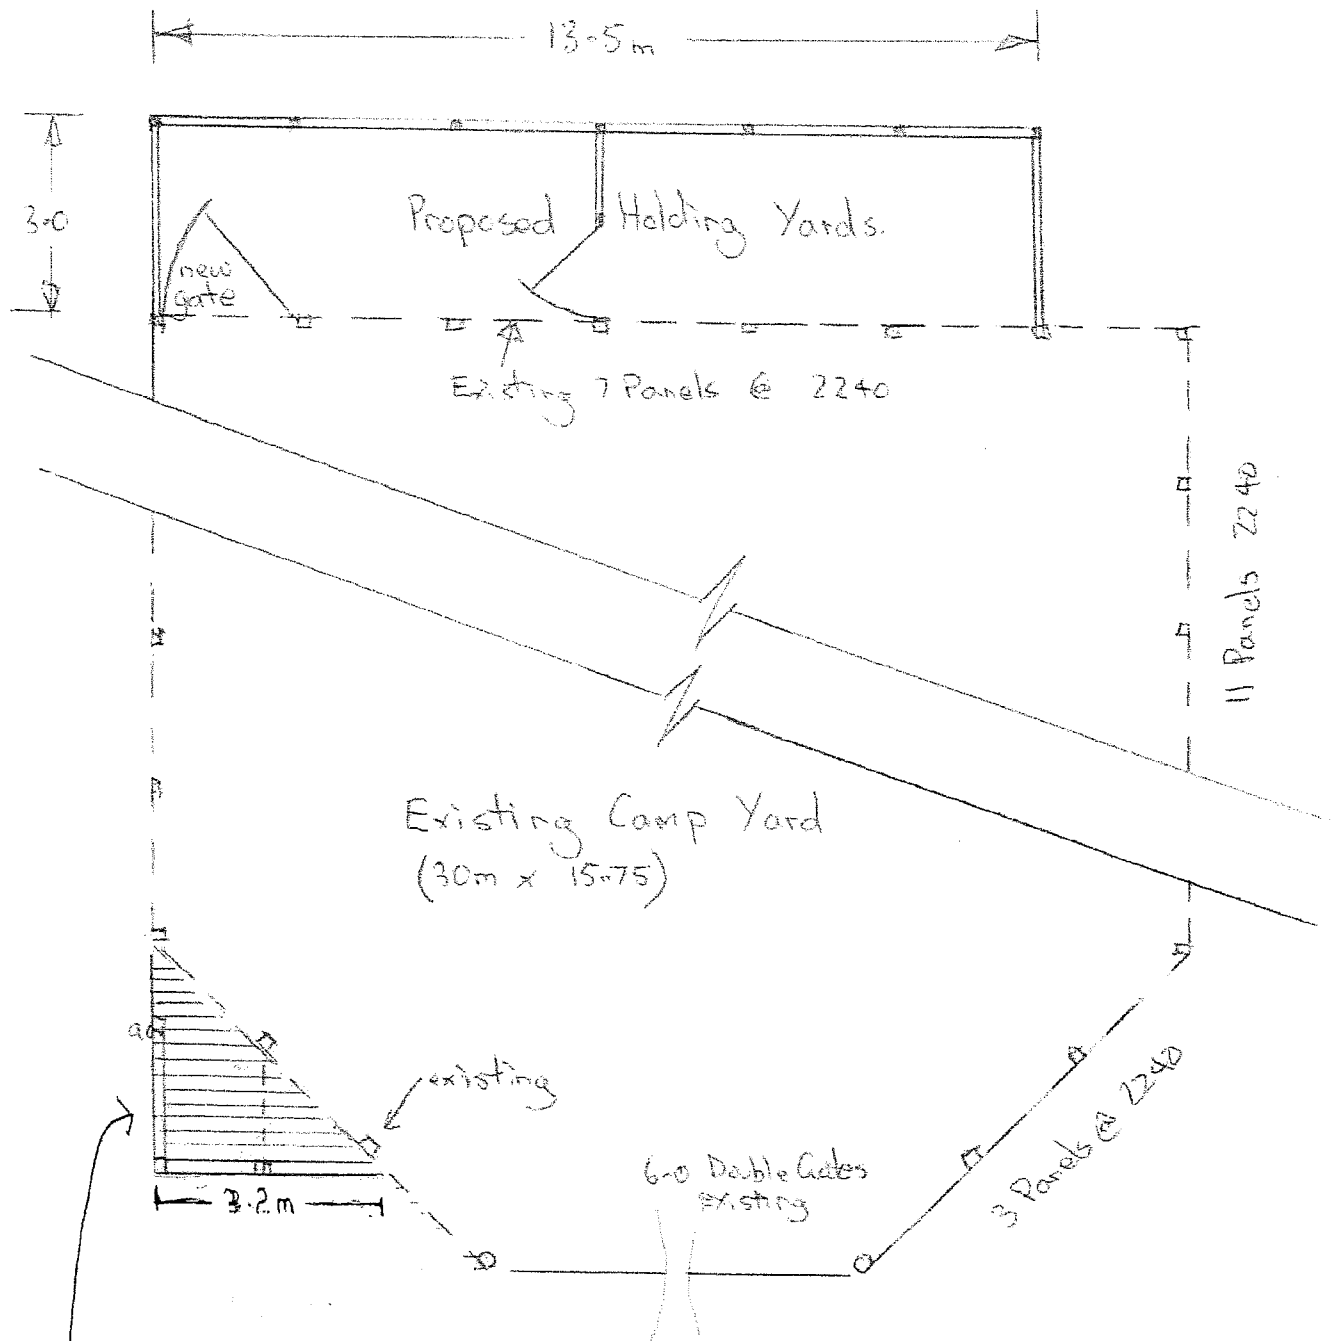 13.5m
3.0
Proposed Holding Yards.
new
gate
Existing 7 Panels @ 2240
11 Panels 2240
Existing Camp Yard
(30m x 15.75)
existing
3.2m
6.0 Double Gates
Existing
3 Panels @ 2240